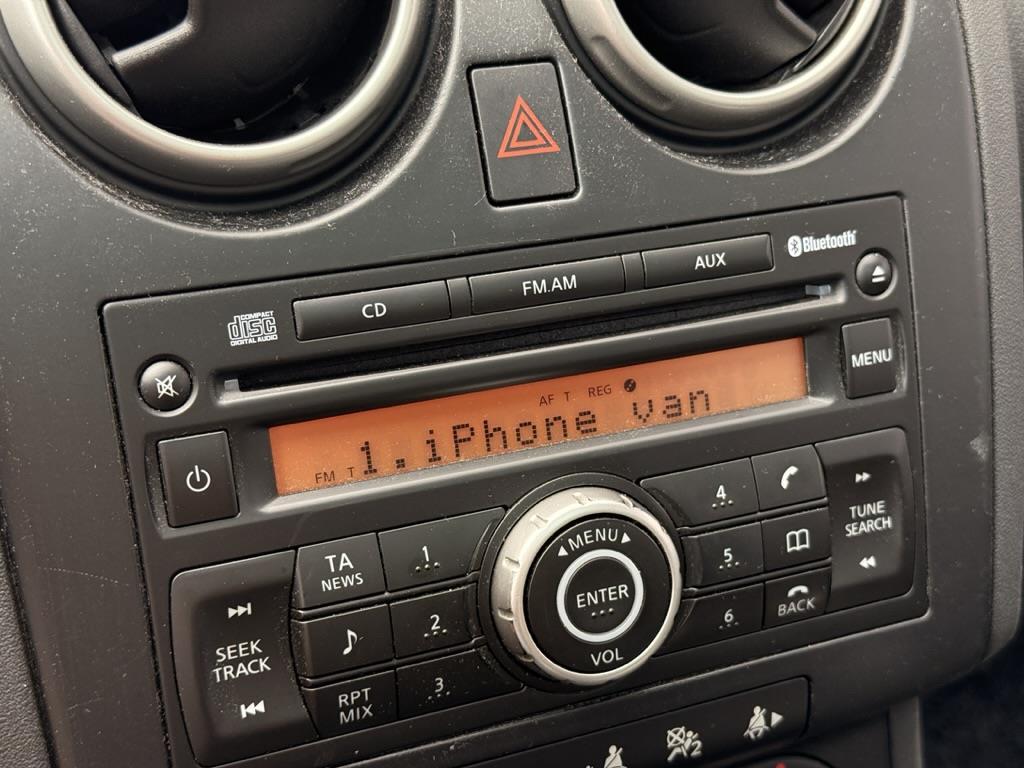 CD
FM.AM
AUX
Bluetooth
COMPACT
disc
DIGITAL AUDIO
MENU
AF T REG
FM T 1.iPhone van
TA
NEWS
1
2
3
RPT
MIX
SEEK
TRACK
MENU
ENTER
VOL
4
5
6
BACK
TUNE
SEARCH
2